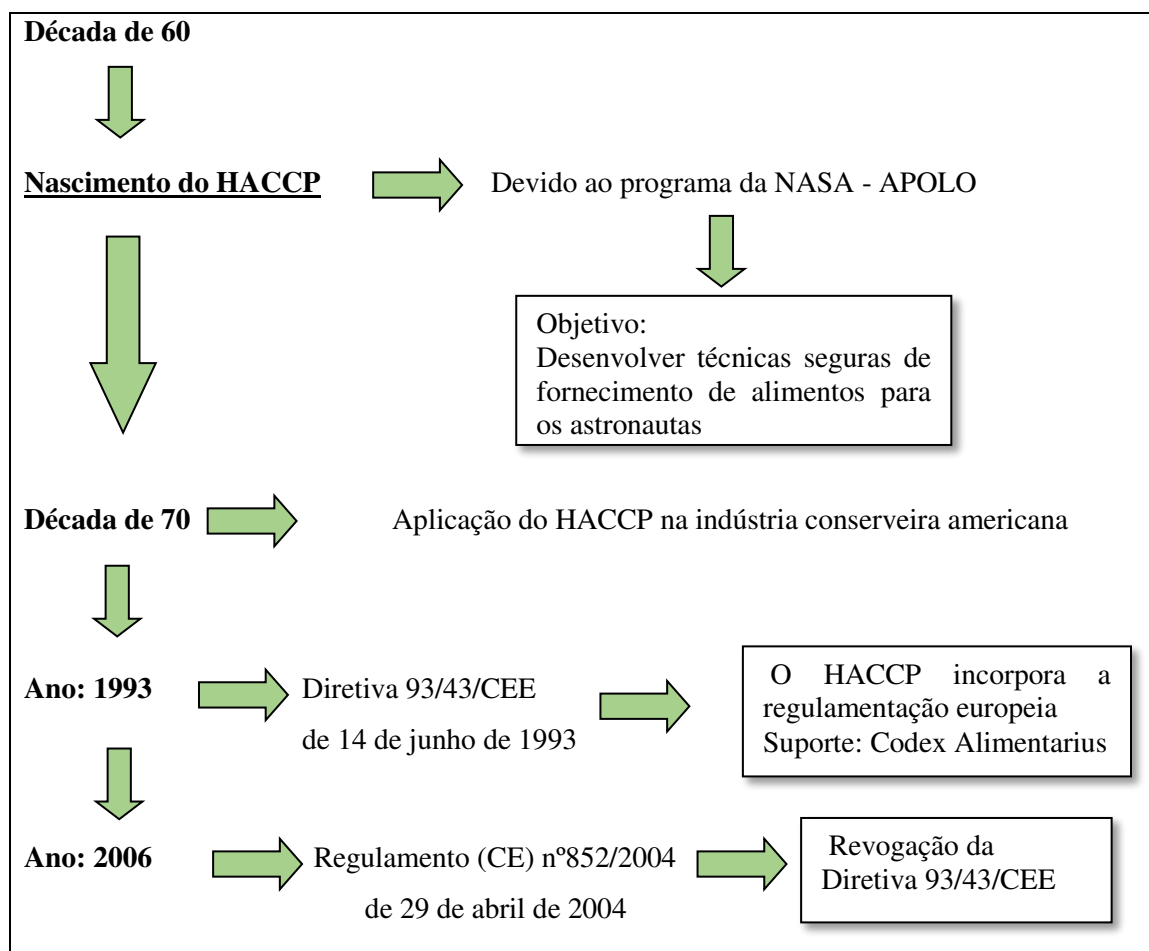 Década de 60
Nascimento do HACCP
Devido ao programa da NASA - APOLO
Objetivo:
Desenvolver técnicas seguras de
fornecimento de alimentos para
os astronautas
Década de 70
Aplicação do HACCP na indústria conserveira americana
Ano: 1993
Diretiva 93/43/CEE
de 14 de junho de 1993
O HACCP incorpora a
regulamentação europeia
Suporte: Codex Alimentarius
Ano: 2006
Regulamento (CE) nº852/2004
de 29 de abril de 2004
Revogação da
Diretiva 93/43/CEE